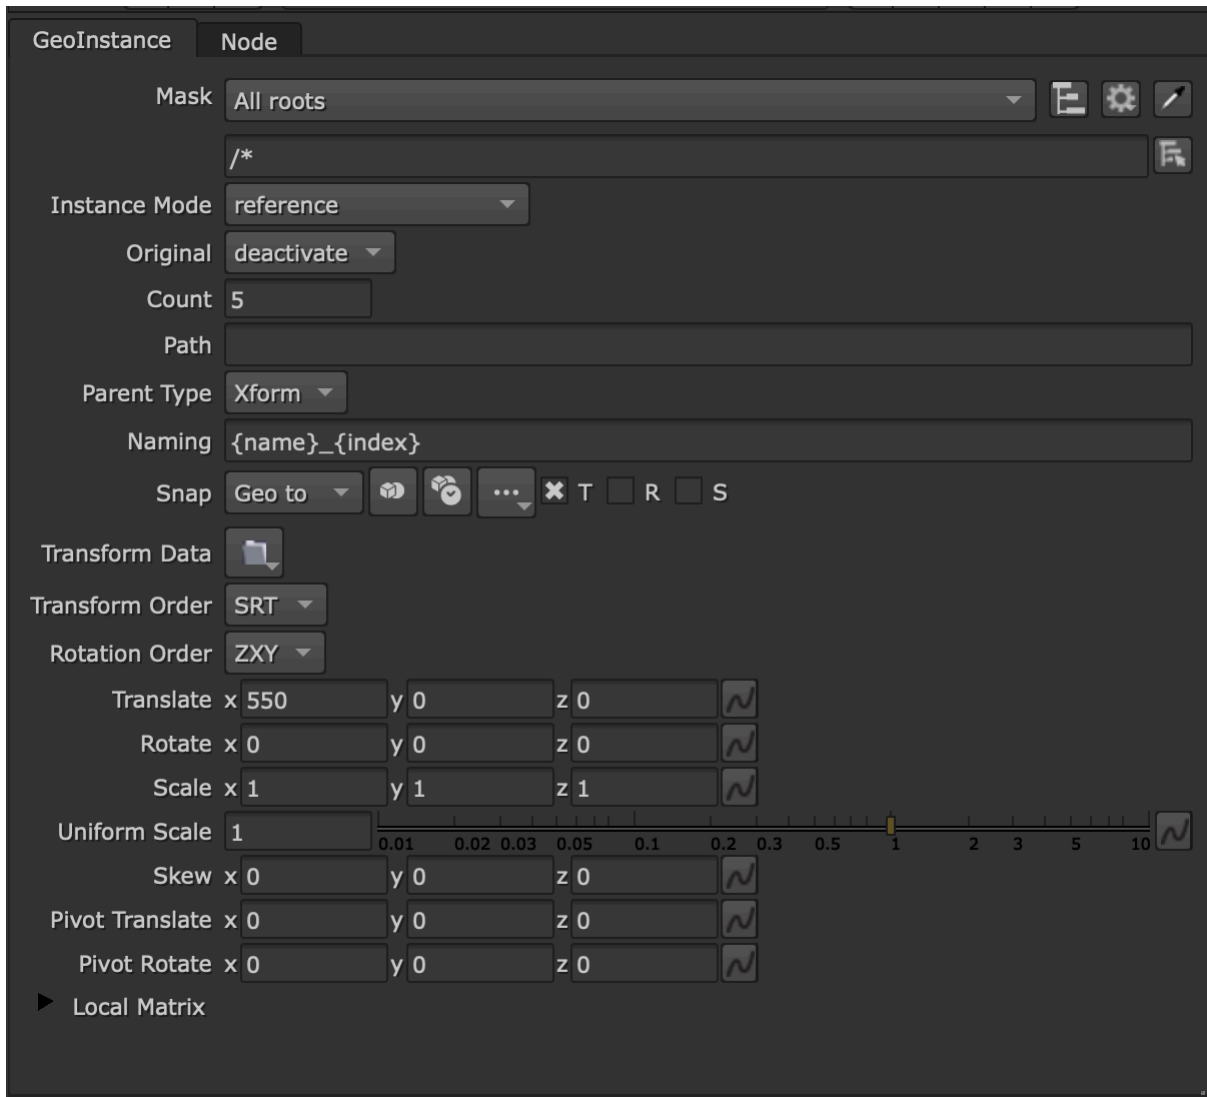 GeoInstance Node
Mask All roots
/*
Instance Mode reference
Original deactivate
Count 5
Path
Parent Type Xform
Naming {name}_{index}
Snap Geo to ... T R S
Transform Data
Transform Order SRT
Rotation Order ZXY
Translate x 550 y 0 z 0
Rotate x 0 y 0 z 0
Scale x 1 y 1 z 1
Uniform Scale 1 0.01 0.02 0.03 0.05 0.1 0.2 0.3 0.5 1 2 3 5 10
Skew x 0 y 0 z 0
Pivot Translate x 0 y 0 z 0
Pivot Rotate x 0 y 0 z 0
Local Matrix